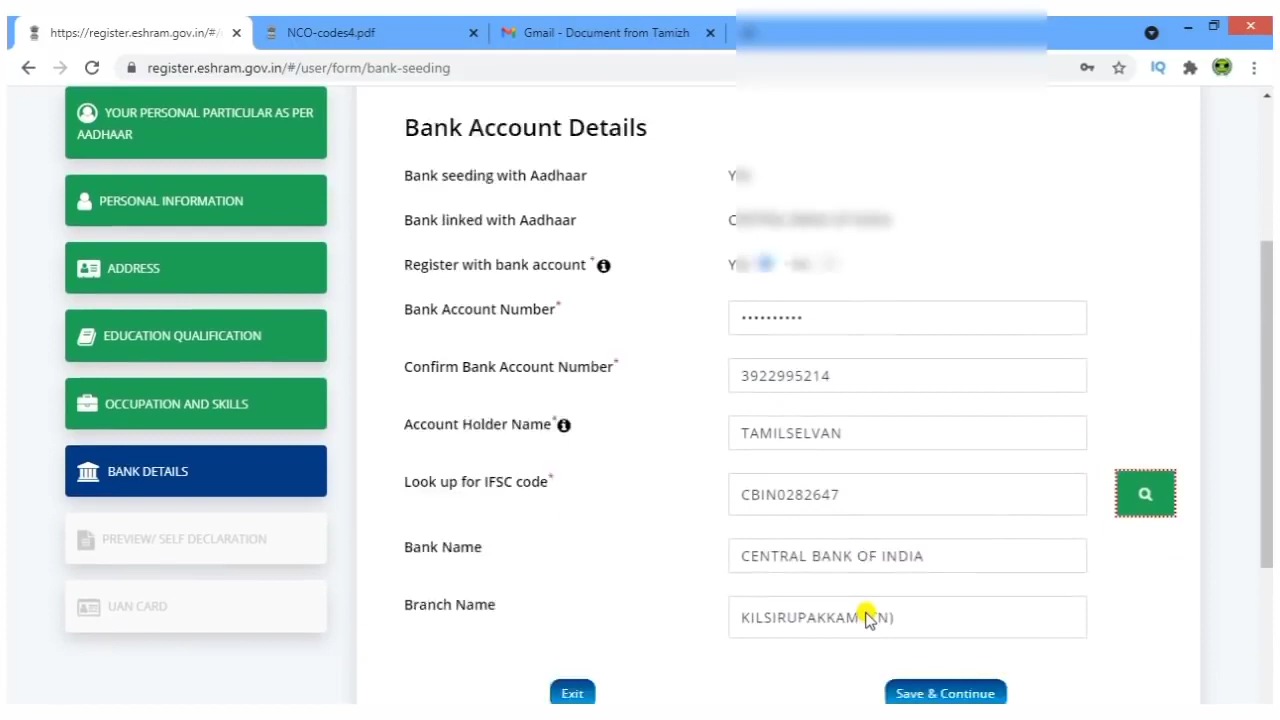 https://register.eshram.gov.in/#/
NCO-codes4.pdf
Gmail - Document from Tamizh
register.eshram.gov.in/#/user/form/bank-seeding
IQ
YOUR PERSONAL PARTICULAR AS PER
AADHAAR
PERSONAL INFORMATION
ADDRESS
EDUCATION QUALIFICATION
OCCUPATION AND SKILLS
BANK DETAILS
PREVIEW/ SELF DECLARATION
UAN CARD
Bank Account Details
Bank seeding with Aadhaar
Bank linked with Aadhaar
Register with bank account *
Bank Account Number* ••••••••••
Confirm Bank Account Number* 3922995214
Account Holder Name* TAMILSELVAN
Look up for IFSC code* CBIN0282647
Bank Name CENTRAL BANK OF INDIA
Branch Name KILSIRUPAKKAM
Exit Save & Continue